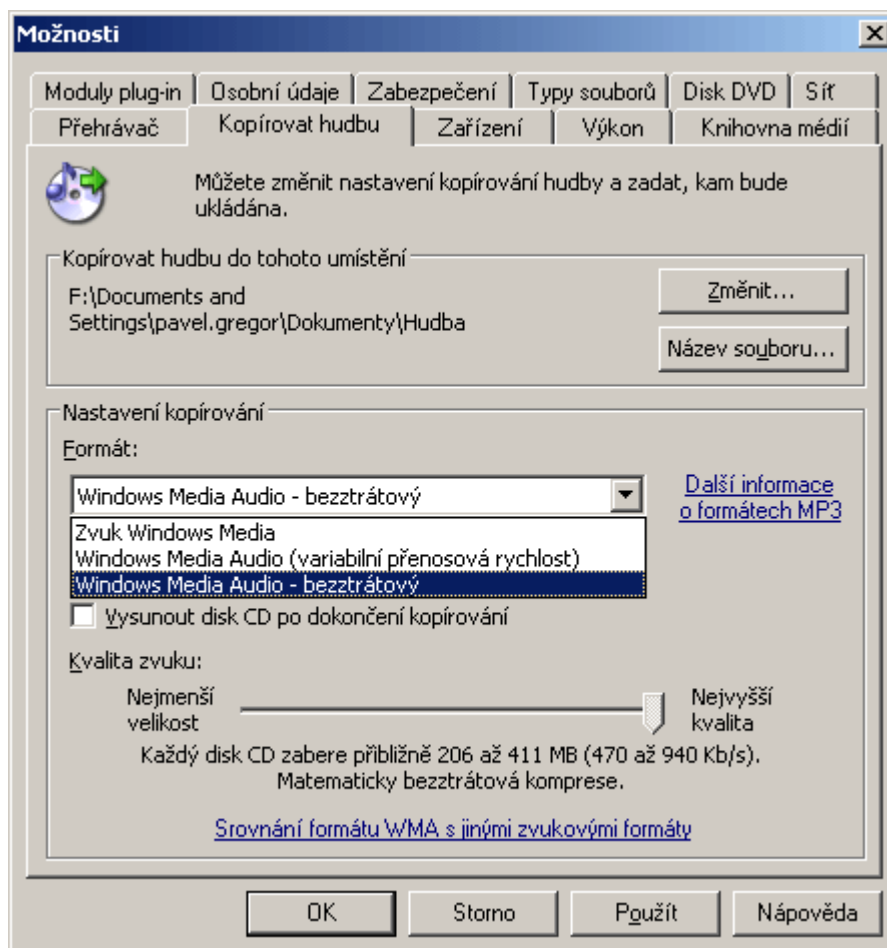 Možnosti
Moduly plug-in
Osobní údaje
Zabezpečení
Typy souborů
Disk DVD
Síť
Přehrávač
Kopírovat hudbu
Zařízení
Výkon
Knihovna médií
Můžete změnit nastavení kopírování hudby a zadat, kam bude
ukládána.
Kopírovat hudbu do tohoto umístění
F:\Documents and
Settings\pavel.gregor\Dokumenty\Hudba
Změnit...
Název souboru...
Nastavení kopírování
Formát:
Windows Media Audio - bezztrátový
Další informace
o formátech MP3
Zvuk Windows Media
Windows Media Audio (variabilní přenosová rychlost)
Windows Media Audio - bezztrátový
Vysunout disk CD po dokončení kopírování
Kvalita zvuku:
Nejmenší
velikost
Nejvyšší
kvalita
Každý disk CD zabere přibližně 206 až 411 MB (470 až 940 Kb/s).
Matematicky bezztrátová komprese.
Srovnání formátu WMA s jinými zvukovými formáty
OK
Storno
Použít
Nápověda